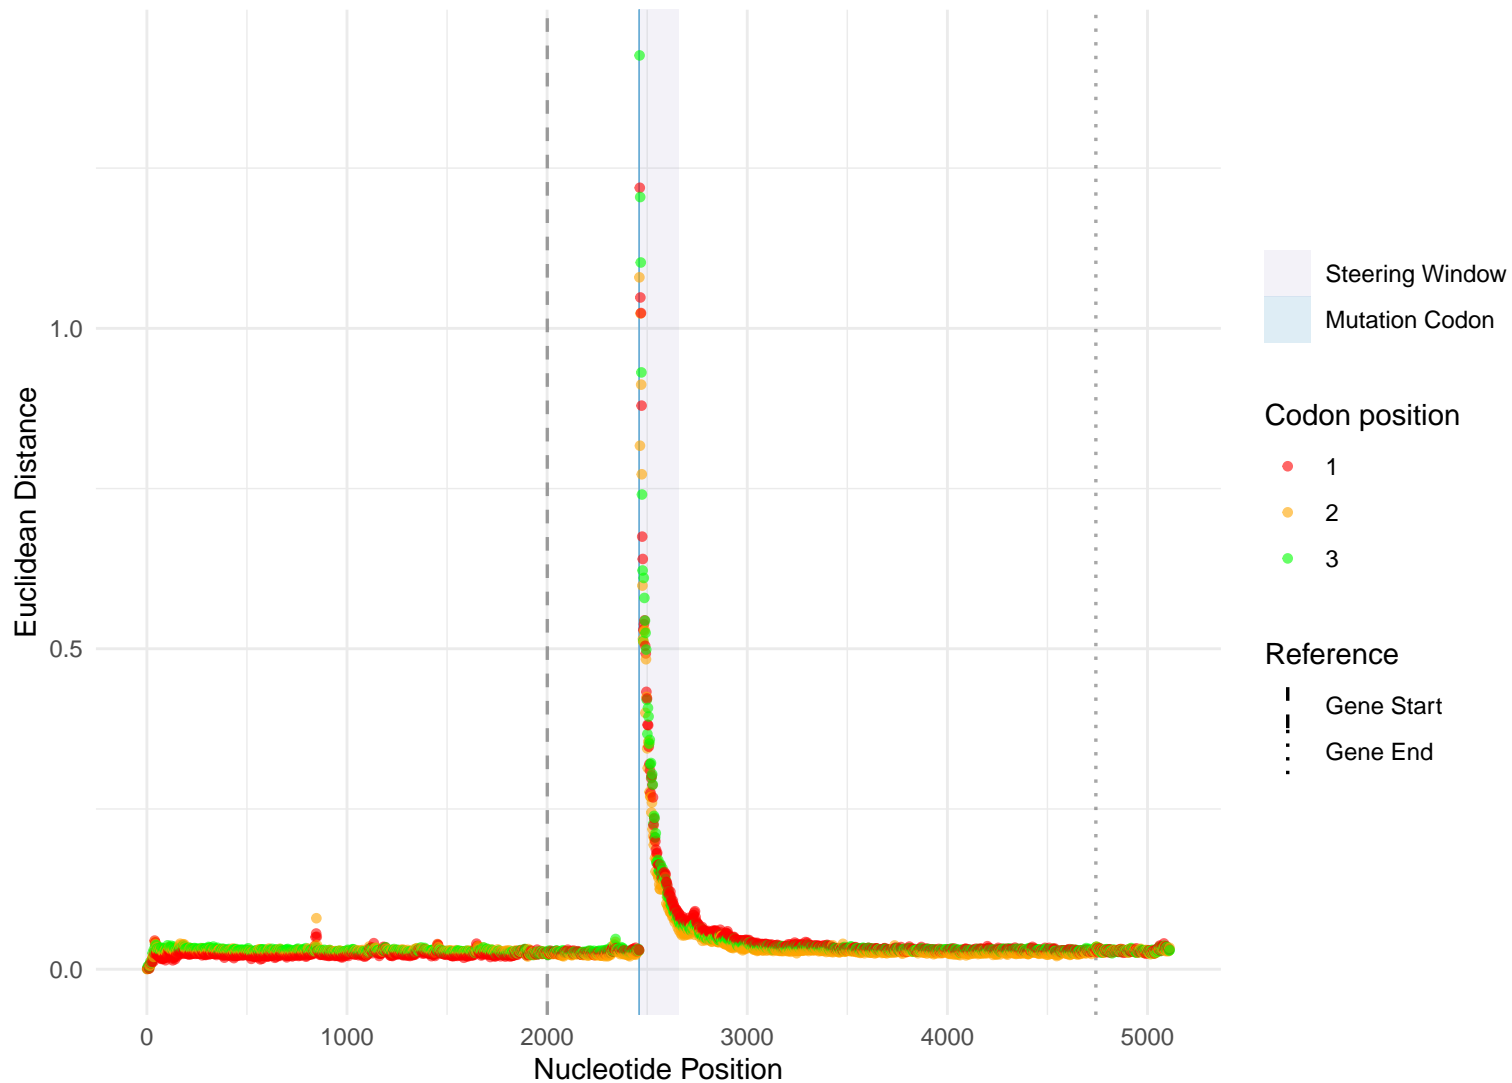 Euclidean Distance
1.0
0.5
0.0
0 1000 2000 3000 4000 5000
Nucleotide Position
Steering Window
Mutation Codon
Codon position
1
2
3
Reference
Gene Start
Gene End